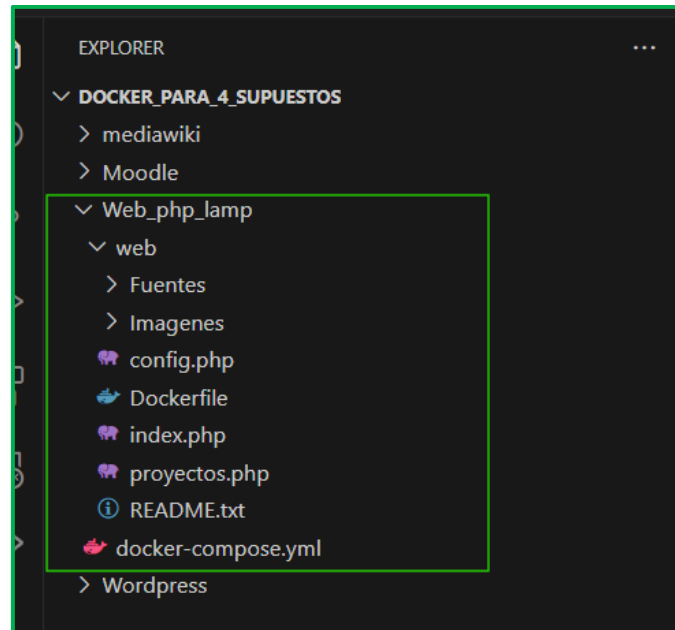 EXPLORER ...
DOCKER_PARA_4_SUPUESTOS
mediawiki
Moodle
Web_php_lamp
web
Fuentes
Imagenes
config.php
Dockerfile
index.php
proyectos.php
README.txt
docker-compose.yml
Wordpress